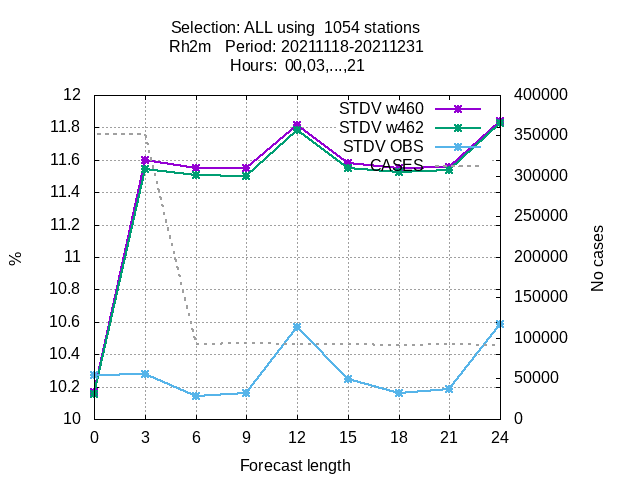 Selection: ALL using  1054 stations
Rh2m   Period: 20211118-20211231
Hours:  00,03,...,21
STDV w460
STDV w462
STDV OBS
CASES
12
11.8
11.6
11.4
11.2
11
10.8
10.6
10.4
10.2
10
%
400000
350000
300000
250000
200000
150000
100000
50000
0
No cases
0 3 6 9 12 15 18 21 24
Forecast length